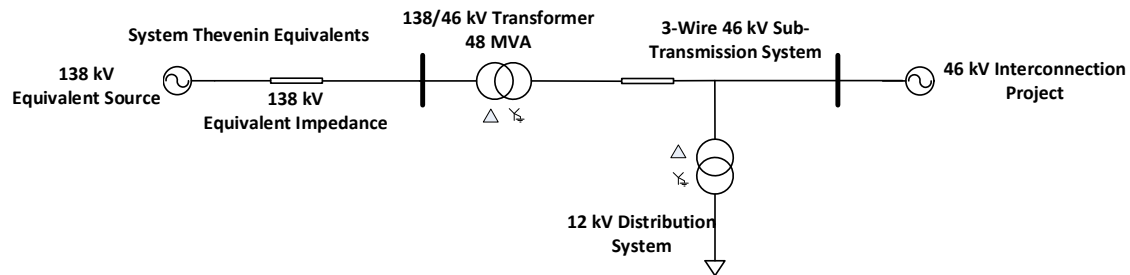 System Thevenin Equivalents
138 kV
Equivalent Source
138 kV
Equivalent Impedance
138/46 kV Transformer
48 MVA
3-Wire 46 kV Sub-
Transmission System
46 kV Interconnection
Project
12 kV Distribution
System